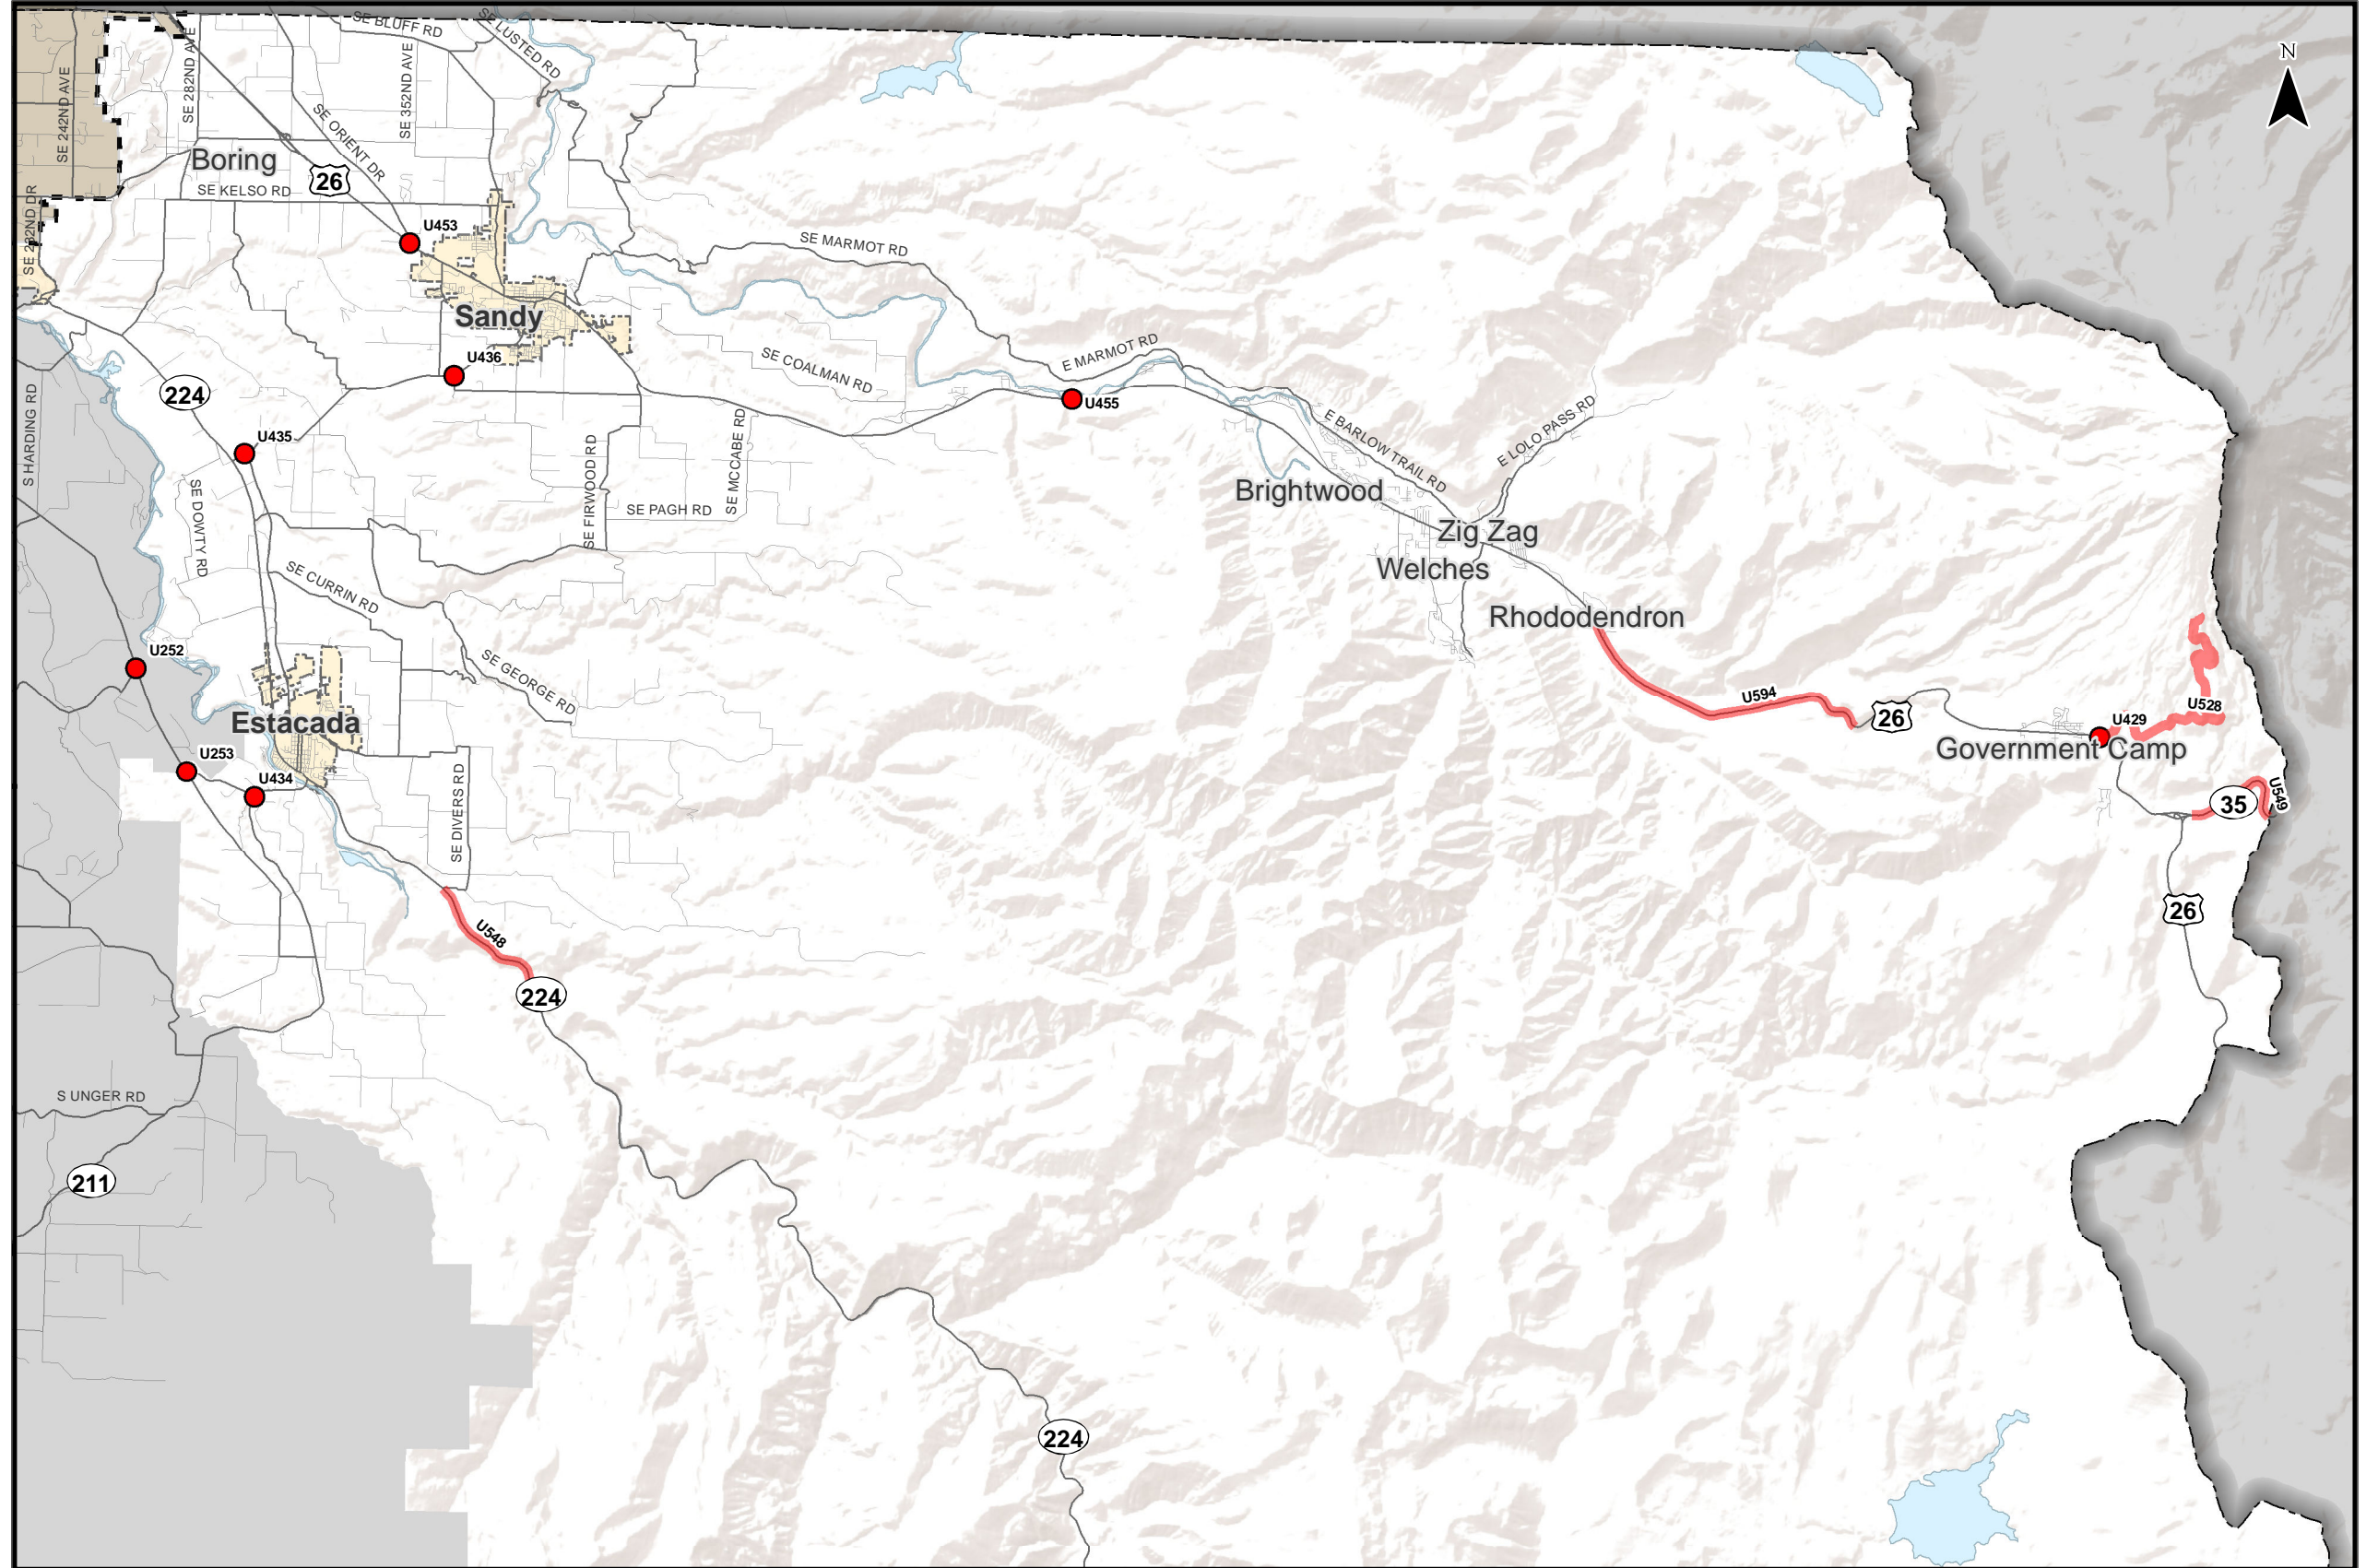 SE BLUFF RD
SE LUSTED RD
N
SE 242ND AVE
SE 282ND AVE
SE 352ND AVE
SE ORIENT DR
Boring
26
SE KELSO RD
SE 232ND DR
U453
SE MARMOT RD
Sandy
U436
SE COALMAN RD
E MARMOT RD
U455
224
S HARDING RD
U435
E BARLOW TRAIL RD
E LOLO PASS RD
SE FIRWOOD RD
SE MCCABE RD
SE PAGH RD
SE DOWTY RD
Brightwood
Zig Zag
Welches
SE CURRIN RD
Rhododendron
U252
SE GEORGE RD
U594
26
U528
U429
Estacada
Government Camp
U253
U434
SE DIVERS RD
35
U549
26
U548
224
S UNGER RD
211
224